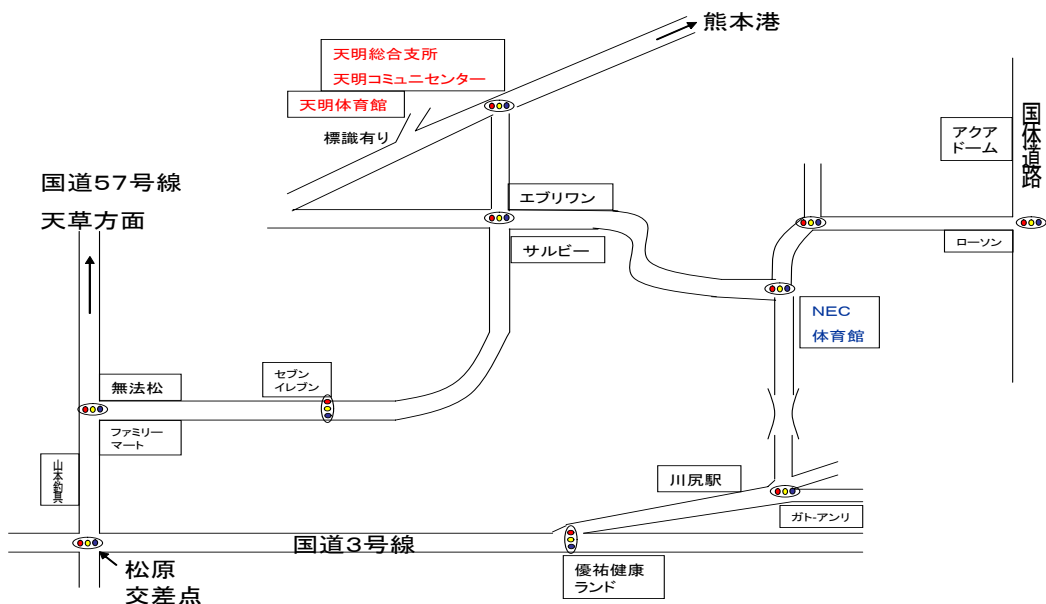 熊本港
天明総合支所
天明コミュニセンター
天明体育館
標識有り
国体道路
アクア
ドーム
国道57号線
天草方面
エブリワン
サルビー
ローソン
NEC
体育館
セブン
イレブン
無法松
ファミリー
マート
山本釣具
川尻駅
ガト-アンリ
国道3号線
優祐健康
ランド
松原
交差点